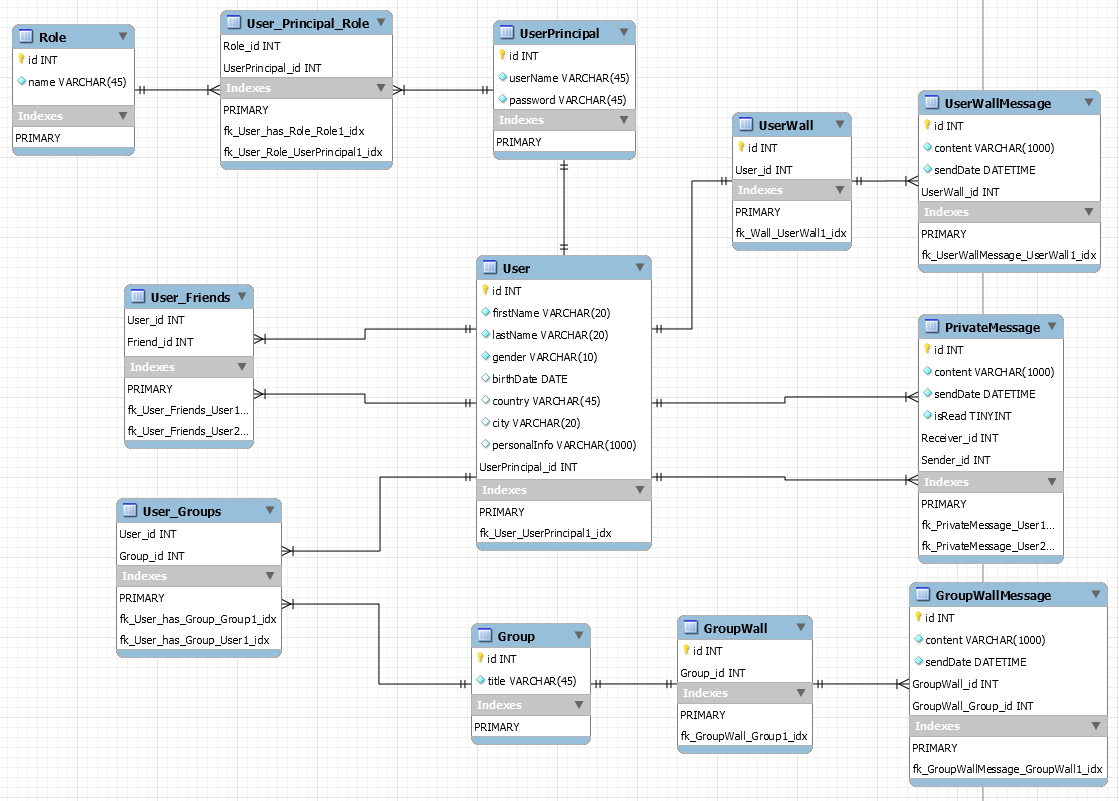 Role
id INT
name VARCHAR(45)
Indexes
PRIMARY
User_Principal_Role
Role_id INT
UserPrincipal_id INT
Indexes
PRIMARY
fk_User_has_Role_Role1_idx
fk_User_Role_UserPrincipal1_idx
UserPrincipal
id INT
userName VARCHAR(45)
password VARCHAR(45)
Indexes
PRIMARY
UserWall
id INT
User_id INT
Indexes
PRIMARY
fk_Wall_UserWall1_idx
UserWallMessage
id INT
content VARCHAR(1000)
sendDate DATETIME
UserWall_id INT
Indexes
PRIMARY
fk_UserWallMessage_UserWall1_idx
User_Friends
User_id INT
Friend_id INT
Indexes
PRIMARY
fk_User_Friends_User1...
fk_User_Friends_User2...
User
id INT
firstName VARCHAR(20)
lastName VARCHAR(20)
gender VARCHAR(10)
birthDate DATE
country VARCHAR(45)
city VARCHAR(20)
personalInfo VARCHAR(1000)
UserPrincipal_id INT
Indexes
PRIMARY
fk_User_UserPrincipal1_idx
PrivateMessage
id INT
content VARCHAR(1000)
sendDate DATETIME
isRead TINYINT
Receiver_id INT
Sender_id INT
Indexes
PRIMARY
fk_PrivateMessage_User1...
fk_PrivateMessage_User2...
User_Groups
User_id INT
Group_id INT
Indexes
PRIMARY
fk_User_has_Group_Group1_idx
fk_User_has_Group_User1_idx
Group
id INT
title VARCHAR(45)
Indexes
PRIMARY
GroupWall
id INT
Group_id INT
Indexes
PRIMARY
fk_GroupWall_Group1_idx
GroupWallMessage
id INT
content VARCHAR(1000)
sendDate DATETIME
GroupWall_id INT
GroupWall_Group_id INT
Indexes
PRIMARY
fk_GroupWallMessage_GroupWall1_idx